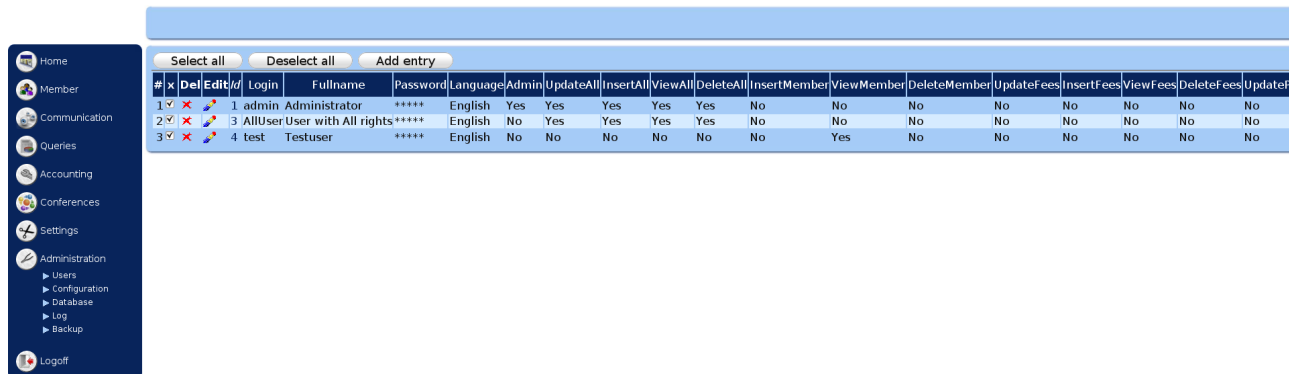 Home
Member
Communication
Queries
Accounting
Conferences
Settings
Administration
Users
Configuration
Database
Log
Backup
Logoff
Select all Deselect all Add entry
# x Del Edit Id Login Fullname Password Language Admin UpdateAll InsertAll ViewAll DeleteAll InsertMember ViewMember DeleteMember UpdateFees InsertFees ViewFees DeleteFees
1 1 admin Administrator ***** English Yes Yes Yes Yes Yes No No No No No No No No
2 3 AllUser User with All rights ***** English No Yes Yes Yes Yes No No No No No No No No
3 4 test Testuser ***** English No No No No No No Yes No No No No No No